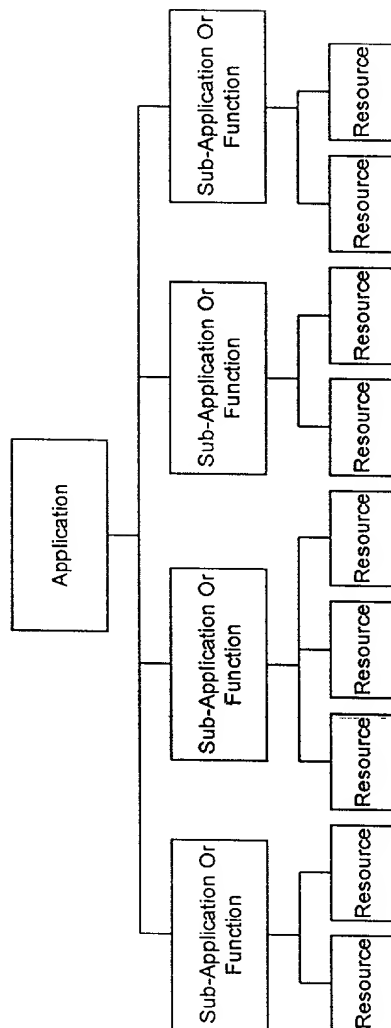 Application
Sub-Application Or
Function
Sub-Application Or
Function
Sub-Application Or
Function
Sub-Application Or
Function
Resource
Resource
Resource
Resource
Resource
Resource
Resource
Resource
Resource